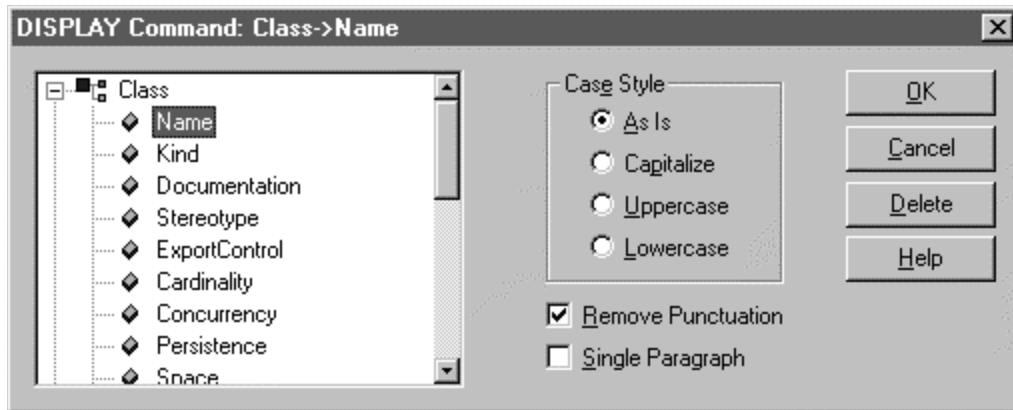 DISPLAY Command: Class->Name
Class
Name
Kind
Documentation
Stereotype
ExportControl
Cardinality
Concurrency
Persistence
Space
Case Style
As Is
Capitalize
Uppercase
Lowercase
Remove Punctuation
Single Paragraph
OK
Cancel
Delete
Help